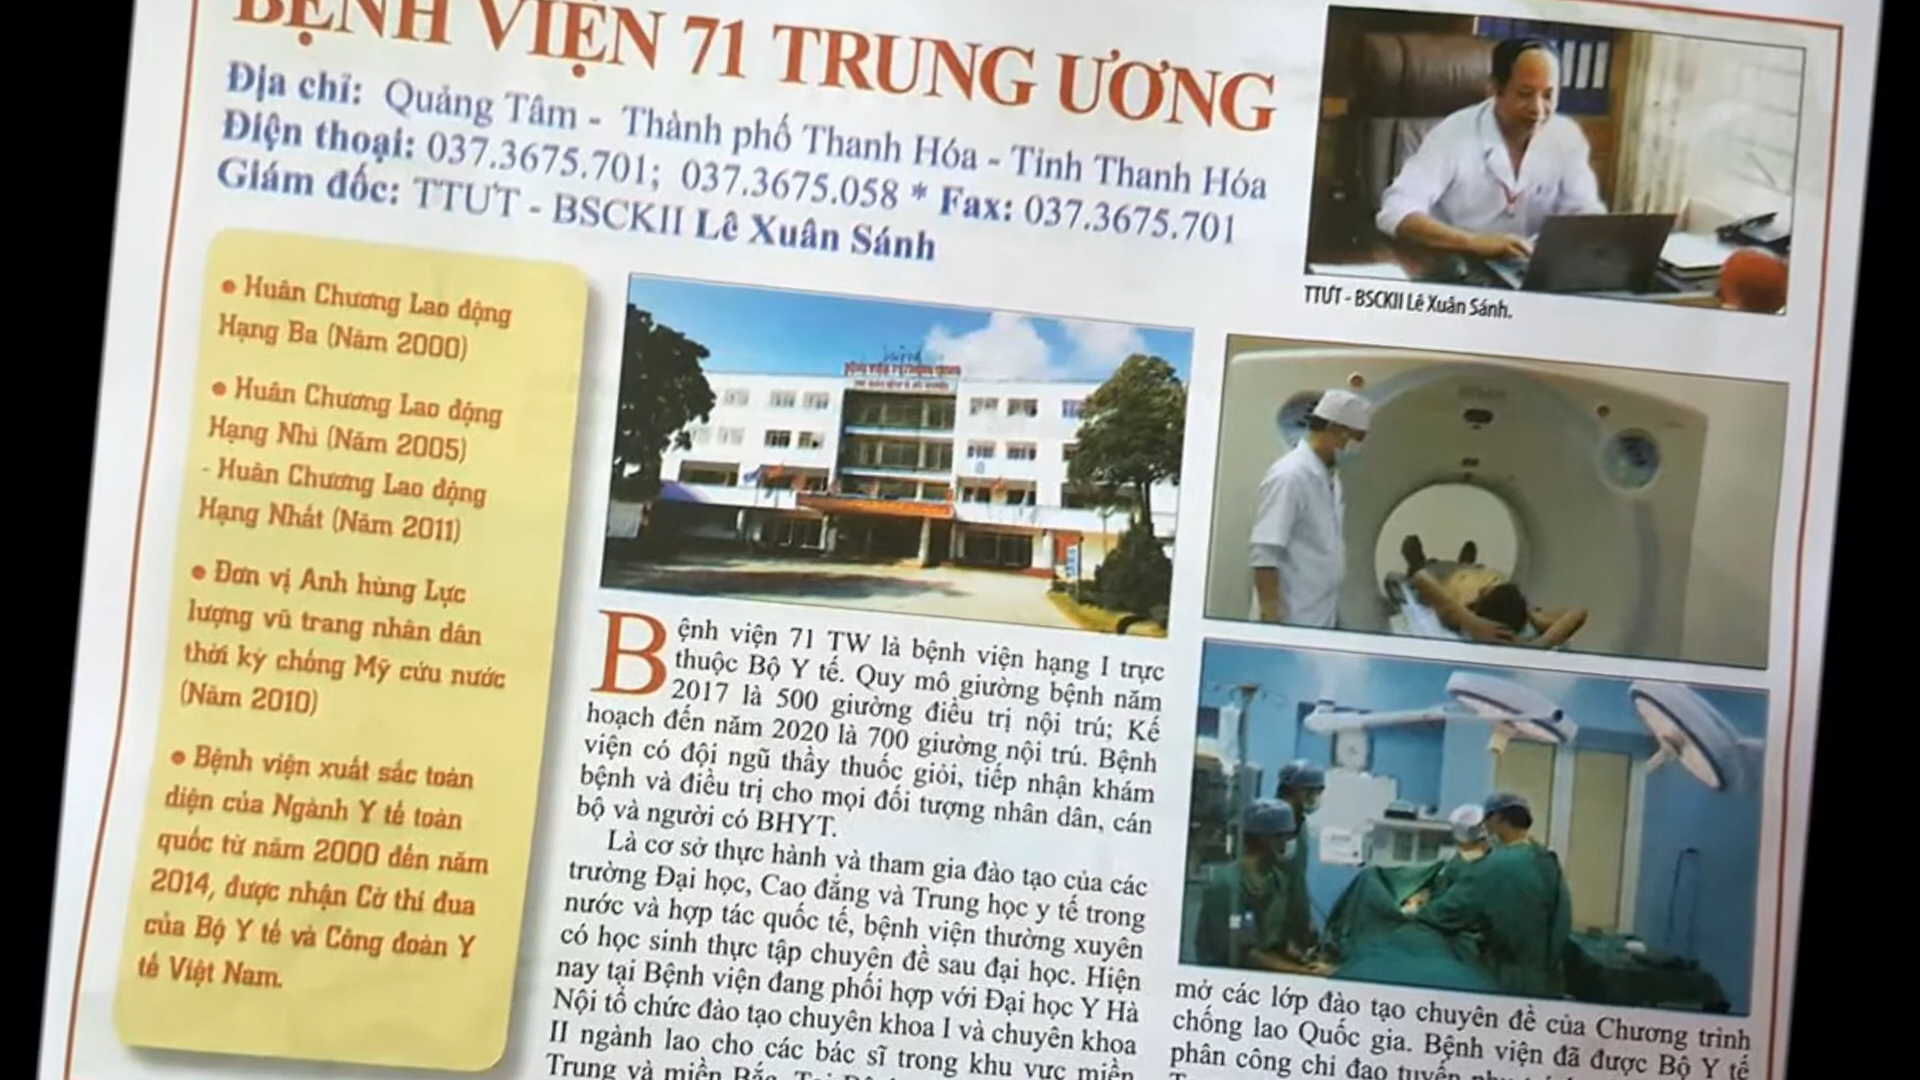 BỆNH VIỆN 71 TRUNG ƯƠNG
Địa chỉ: Quảng Tâm - Thành phố Thanh Hóa - Tỉnh Thanh Hóa
Điện thoại: 037.3675.701; 037.3675.058 * Fax: 037.3675.701
Giám đốc: TTƯT - BSCKII Lê Xuân Sánh
TTƯT - BSCKII Lê Xuân Sánh.
• Huân Chương Lao động
Hạng Ba (Năm 2000)
• Huân Chương Lao động
Hạng Nhì (Năm 2005)
- Huân Chương Lao động
Hạng Nhất (Năm 2011)
• Đơn vị Anh hùng Lực
lượng vũ trang nhân dân
thời kỳ chống Mỹ cứu nước
(Năm 2010)
• Bệnh viện xuất sắc toàn
diện của Ngành Y tế toàn
quốc từ năm 2000 đến năm
2014, được nhận Cờ thi đua
của Bộ Y tế và Công đoàn Y
tế Việt Nam.
BỆNH VIỆN 71 TRUNG ƯƠNG
Bệnh viện 71 TW là bệnh viện hạng I trực
thuộc Bộ Y tế. Quy mô giường bệnh năm
2017 là 500 giường điều trị nội trú; Kế
hoạch đến năm 2020 là 700 giường nội trú. Bệnh
viện có đội ngũ thầy thuốc giỏi, tiếp nhận khám
bệnh và điều trị cho mọi đối tượng nhân dân, cán
bộ và người có BHYT.
Là cơ sở thực hành và tham gia đào tạo của các
trường Đại học, Cao đẳng và Trung học y tế trong
nước và hợp tác quốc tế, bệnh viện thường xuyên
có học sinh thực tập chuyên đề sau đại học. Hiện
nay tại Bệnh viện đang phối hợp với Đại học Y Hà
Nội tổ chức đào tạo chuyên khoa I và chuyên khoa
II ngành lao cho các bác sĩ trong khu vực miền
Trung và miền Bắc. Tại
mở các lớp đào tạo chuyên đề của Chương trình
chống lao Quốc gia. Bệnh viện đã được Bộ Y tế
phân công chỉ đạo tuyến